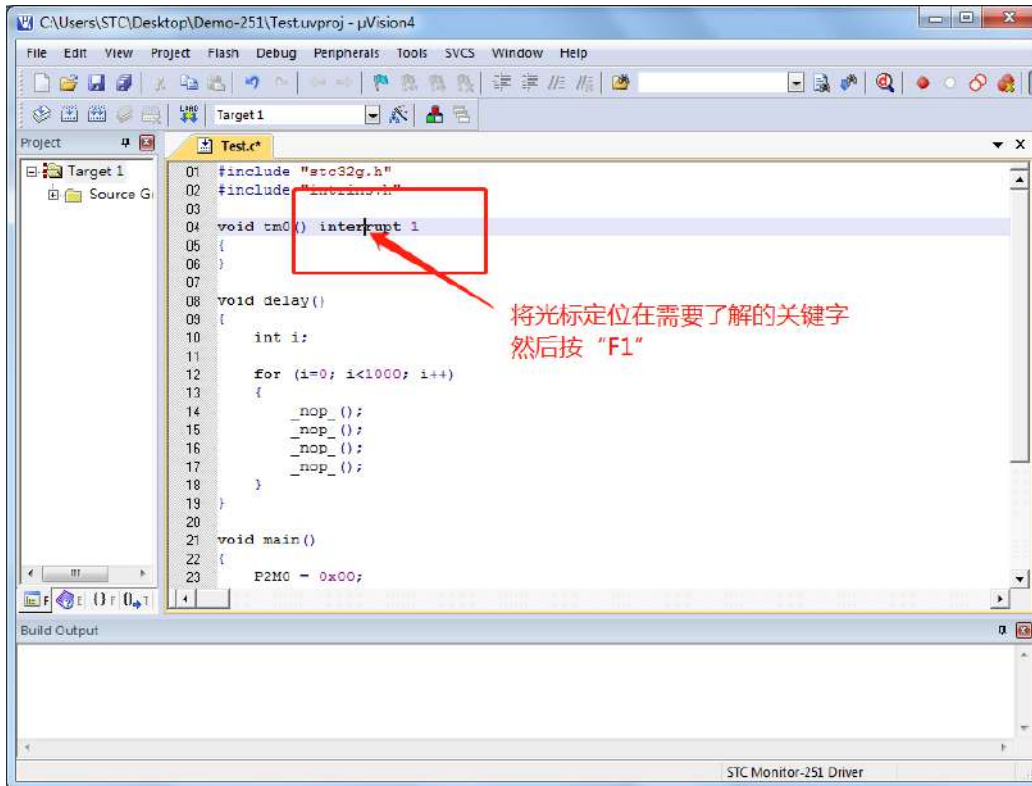 C:\Users\STC\Desktop\Demo-251\Test.uvproj - µVision4
File Edit View Project Flash Debug Peripherals Tools SVCS Window Help
Target 1
Project
Test.c*
Target 1
Source G
01 #include "stc32g.h"
02 #include "intrins.h"
03
04 void tm0() interrupt 1
05 {
06 }
07
08 void delay()
09 {
10 int i;
11
12 for (i=0; i<1000; i++)
13 {
14 _nop_();
15 _nop_();
16 _nop_();
17 _nop_();
18 }
19 }
20
21 void main()
22 {
23 P2M0 = 0x00;
将光标定位在需要了解的关键字
然后按“F1”
Build Output
STC Monitor-251 Driver